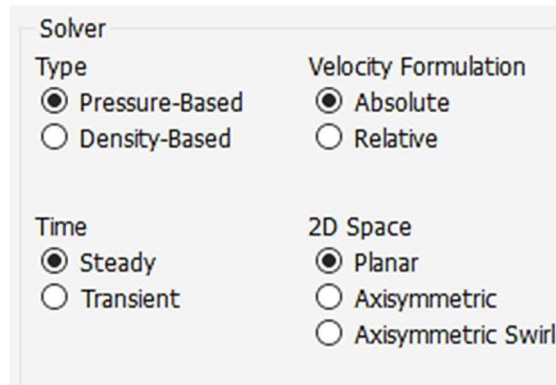 Solver
Type
Pressure-Based
Density-Based
Velocity Formulation
Absolute
Relative
Time
Steady
Transient
2D Space
Planar
Axisymmetric
Axisymmetric Swirl